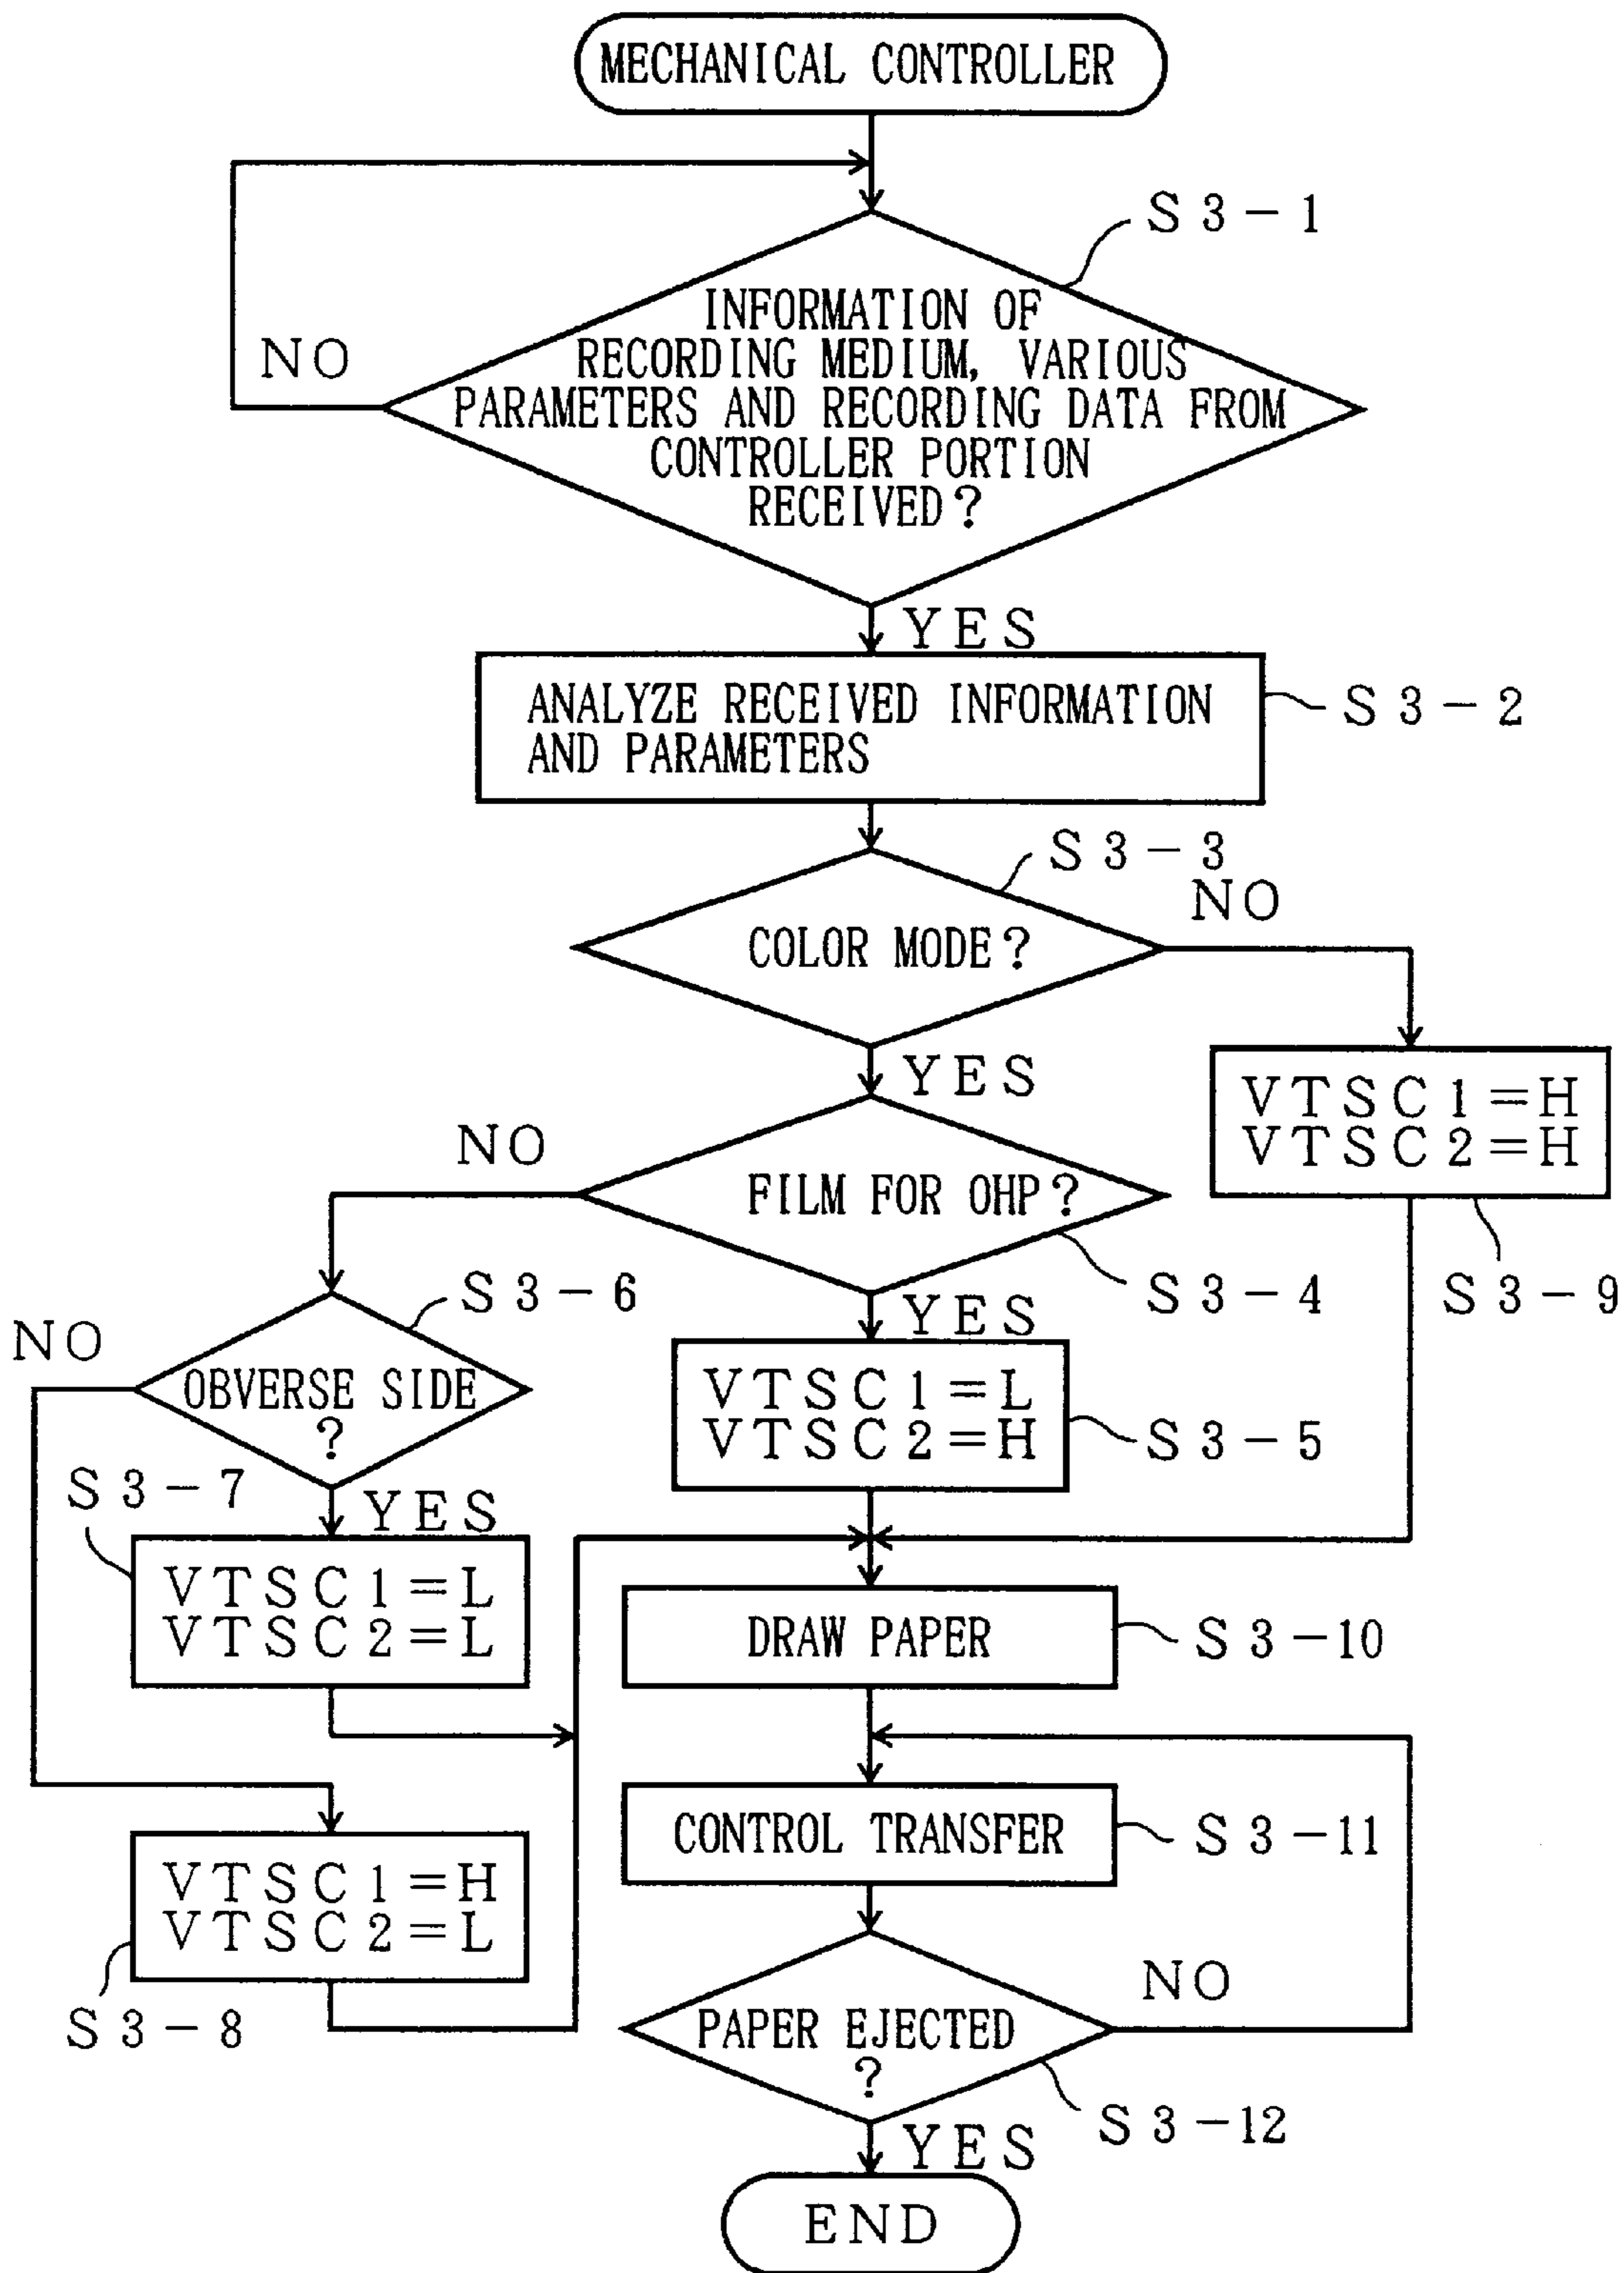 MECHANICAL CONTROLLER
S3-1
INFORMATION OF
RECORDING MEDIUM, VARIOUS
PARAMETERS AND RECORDING DATA FROM
CONTROLLER PORTION
RECEIVED?
NO
YES
ANALYZE RECEIVED INFORMATION
AND PARAMETERS
S3-2
S3-3
COLOR MODE?
NO
YES
VTSC1=H
VTSC2=H
S3-9
FILM FOR OHP?
NO
S3-4
YES
VTSC1=L
VTSC2=H
S3-5
S3-6
OBVERSE SIDE
?
NO
YES
S3-7
VTSC1=L
VTSC2=L
VTSC1=H
VTSC2=L
S3-8
DRAW PAPER
S3-10
CONTROL TRANSFER
S3-11
PAPER EJECTED
?
NO
S3-12
YES
END